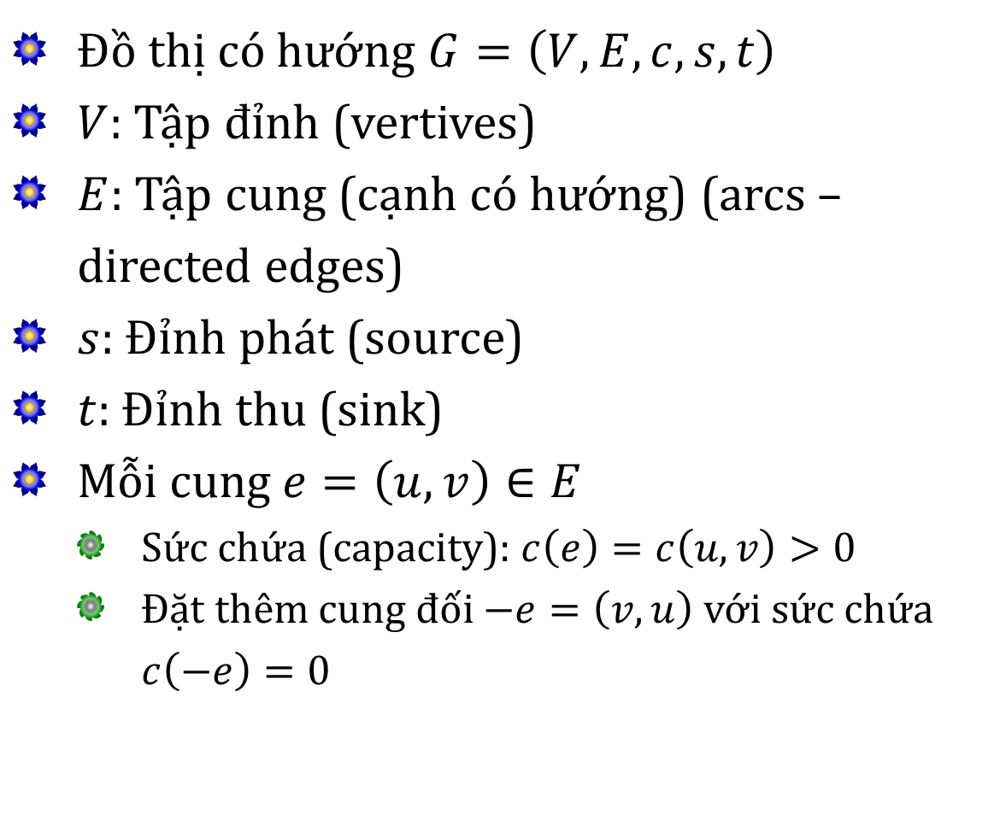 Đồ thị có hướng G = (V, E, c, s, t)
V: Tập đỉnh (vertives)
E: Tập cung (cạnh có hướng) (arcs –
directed edges)
s: Đỉnh phát (source)
t: Đỉnh thu (sink)
Mỗi cung e = (u, v) ∈ E
Sức chứa (capacity): c(e) = c(u, v) > 0
Đặt thêm cung đối −e = (v, u) với sức chứa
c(−e) = 0